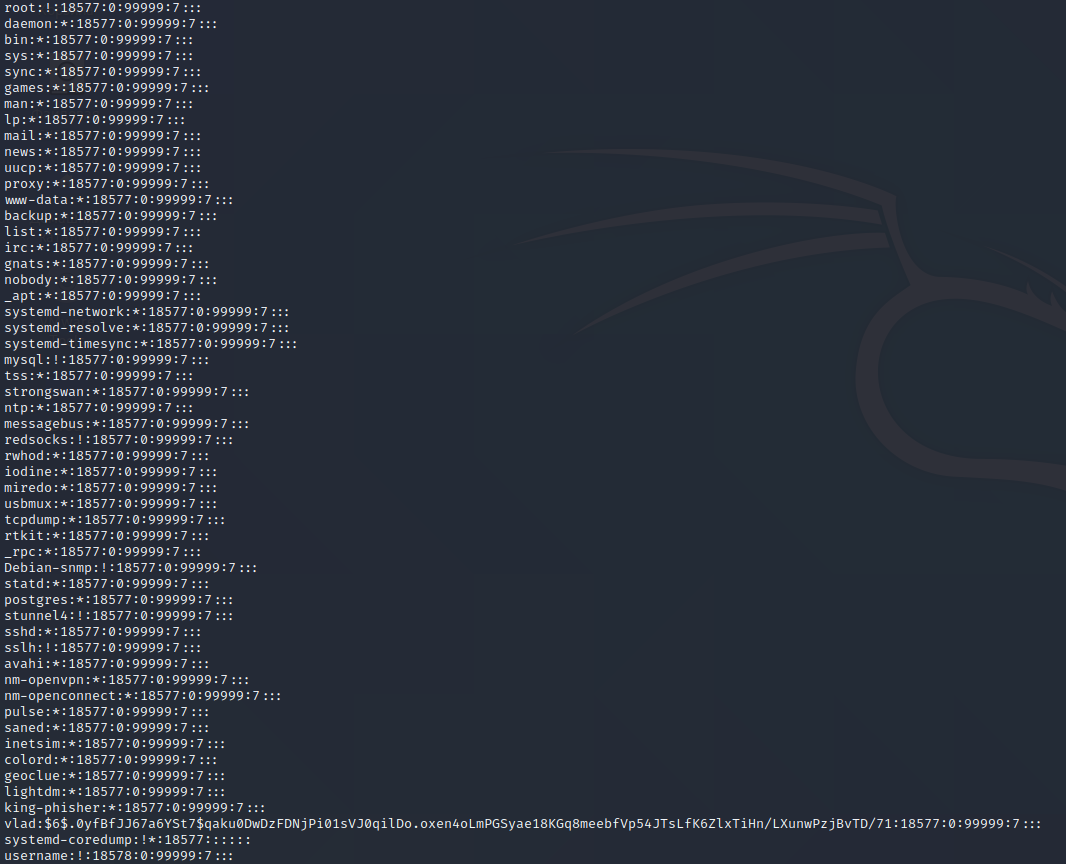 root:!:18577:0:99999:7:::
daemon:*:18577:0:99999:7:::
bin:*:18577:0:99999:7:::
sys:*:18577:0:99999:7:::
sync:*:18577:0:99999:7:::
games:*:18577:0:99999:7:::
man:*:18577:0:99999:7:::
lp:*:18577:0:99999:7:::
mail:*:18577:0:99999:7:::
news:*:18577:0:99999:7:::
uucp:*:18577:0:99999:7:::
proxy:*:18577:0:99999:7:::
www-data:*:18577:0:99999:7:::
backup:*:18577:0:99999:7:::
list:*:18577:0:99999:7:::
irc:*:18577:0:99999:7:::
gnats:*:18577:0:99999:7:::
nobody:*:18577:0:99999:7:::
_apt:*:18577:0:99999:7:::
systemd-network:*:18577:0:99999:7:::
systemd-resolve:*:18577:0:99999:7:::
systemd-timesync:*:18577:0:99999:7:::
mysql:!:18577:0:99999:7:::
tss:*:18577:0:99999:7:::
strongswan:*:18577:0:99999:7:::
ntp:*:18577:0:99999:7:::
messagebus:*:18577:0:99999:7:::
redsocks:!:18577:0:99999:7:::
rwhod:*:18577:0:99999:7:::
iodine:*:18577:0:99999:7:::
miredo:*:18577:0:99999:7:::
usbmux:*:18577:0:99999:7:::
tcpdump:*:18577:0:99999:7:::
rtkit:*:18577:0:99999:7:::
_rpc:*:18577:0:99999:7:::
Debian-snmp:!:18577:0:99999:7:::
statd:*:18577:0:99999:7:::
postgres:*:18577:0:99999:7:::
stunnel4:!:18577:0:99999:7:::
sshd:*:18577:0:99999:7:::
sslh:!:18577:0:99999:7:::
avahi:*:18577:0:99999:7:::
nm-openvpn:*:18577:0:99999:7:::
nm-openconnect:*:18577:0:99999:7:::
pulse:*:18577:0:99999:7:::
saned:*:18577:0:99999:7:::
inetsim:*:18577:0:99999:7:::
colord:*:18577:0:99999:7:::
geoclue:*:18577:0:99999:7:::
lightdm:*:18577:0:99999:7:::
king-phisher:*:18577:0:99999:7:::
vlad:$6$.0yfBfJJ67a6YSt7$qaku0DwDzFDNjPi01sVJ0qilDo.oxen4oLmPGSyae18KGq8meebfVp54JTsLfK6ZlxTiHn/LXunwPzjBvTD/71:18577:0:99999:7:::
systemd-coredump:!*:18577::::::
username:!:18578:0:99999:7:::